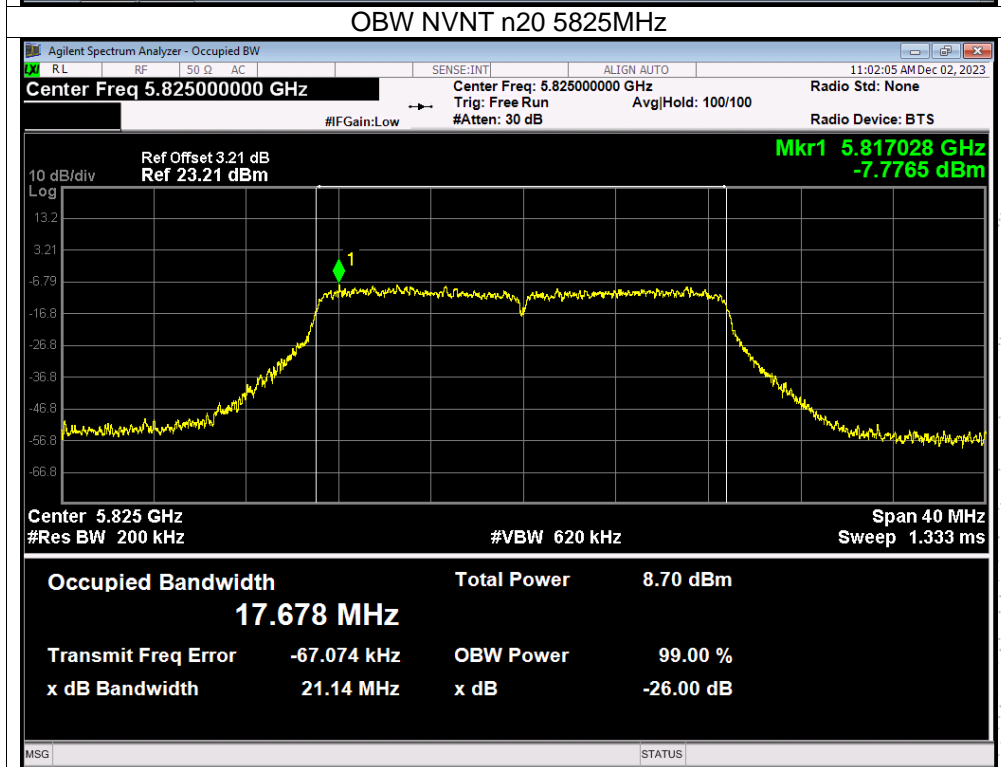 OBW NVNT n20 5825MHz
Agilent Spectrum Analyzer - Occupied BW
LXI RL RF 50 Ω AC SENSE:INT ALIGN AUTO 11:02:05 AM Dec 02, 2023
Center Freq 5.825000000 GHz Center Freq: 5.825000000 GHz Radio Std: None
Trig: Free Run Avg|Hold: 100/100
#IFGain:Low #Atten: 30 dB Radio Device: BTS
Mkr1 5.817028 GHz
-7.7765 dBm
Ref Offset 3.21 dB
10 dB/div Ref 23.21 dBm
Log
13.2
3.21
1
-6.79
-16.8
-26.8
-36.8
-46.8
-56.8
-66.8
Center 5.825 GHz Span 40 MHz
#Res BW 200 kHz #VBW 620 kHz Sweep 1.333 ms
Occupied Bandwidth Total Power 8.70 dBm
17.678 MHz
Transmit Freq Error -67.074 kHz OBW Power 99.00 %
x dB Bandwidth 21.14 MHz x dB -26.00 dB
MSG STATUS